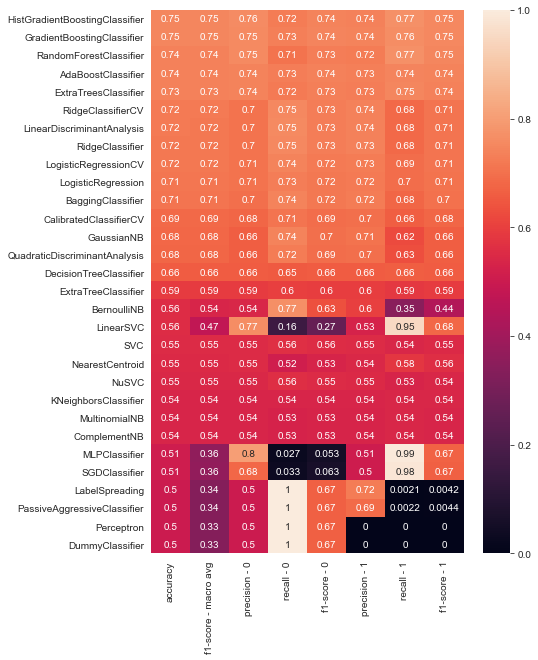 HistGradientBoostingClassifier 0.75 0.75 0.76 0.72 0.74 0.74 0.77 0.75
GradientBoostingClassifier 0.75 0.75 0.75 0.73 0.74 0.74 0.76 0.75
RandomForestClassifier 0.74 0.74 0.75 0.71 0.73 0.72 0.76 0.74
AdaBoostClassifier 0.74 0.74 0.74 0.73 0.74 0.73 0.74 0.74
ExtraTreesClassifier 0.73 0.73 0.74 0.72 0.73 0.73 0.75 0.74
RidgeClassifierCV 0.72 0.72 0.7 0.75 0.73 0.74 0.68 0.71
LinearDiscriminantAnalysis 0.72 0.72 0.7 0.75 0.73 0.74 0.68 0.71
RidgeClassifier 0.72 0.72 0.7 0.75 0.73 0.73 0.68 0.71
LogisticRegressionCV 0.72 0.72 0.71 0.74 0.72 0.73 0.69 0.71
LogisticRegression 0.71 0.71 0.71 0.73 0.72 0.72 0.7 0.71
BaggingClassifier 0.71 0.71 0.7 0.74 0.72 0.72 0.68 0.7
CalibratedClassifierCV 0.69 0.69 0.68 0.71 0.69 0.7 0.66 0.68
GaussianNB 0.68 0.68 0.66 0.74 0.7 0.71 0.62 0.66
QuadraticDiscriminantAnalysis 0.68 0.68 0.66 0.72 0.69 0.7 0.63 0.66
DecisionTreeClassifier 0.66 0.66 0.66 0.65 0.66 0.66 0.66 0.66
ExtraTreeClassifier 0.59 0.59 0.59 0.6 0.6 0.6 0.59 0.59
BernoulliNB 0.56 0.54 0.54 0.77 0.63 0.6 0.35 0.44
LinearSVC 0.56 0.47 0.77 0.16 0.27 0.53 0.95 0.68
SVC 0.55 0.55 0.55 0.56 0.56 0.55 0.54 0.55
NearestCentroid 0.55 0.55 0.55 0.52 0.53 0.54 0.58 0.56
NuSVC 0.55 0.55 0.55 0.56 0.55 0.55 0.53 0.54
KNeighborsClassifier 0.54 0.54 0.54 0.54 0.54 0.54 0.54 0.54
MultinomialNB 0.54 0.54 0.54 0.53 0.53 0.54 0.54 0.54
ComplementNB 0.54 0.54 0.54 0.53 0.53 0.54 0.54 0.54
MLPClassifier 0.51 0.36 0.8 0.027 0.053 0.51 0.99 0.67
SGDClassifier 0.51 0.36 0.68 0.033 0.063 0.5 0.98 0.67
LabelSpreading 0.5 0.34 0.5 1 0.67 0.72 0.0021 0.0042
PassiveAggressiveClassifier 0.5 0.34 0.5 1 0.67 0.69 0.0022 0.0044
Perceptron 0.5 0.33 0.5 1 0.67 0 0 0
DummyClassifier 0.5 0.33 0.5 1 0.67 0 0 0
accuracy
f1-score - macro avg
precision - 0
recall - 0
f1-score - 0
precision - 1
recall - 1
f1-score - 1
1.0
0.8
0.6
0.4
0.2
0.0